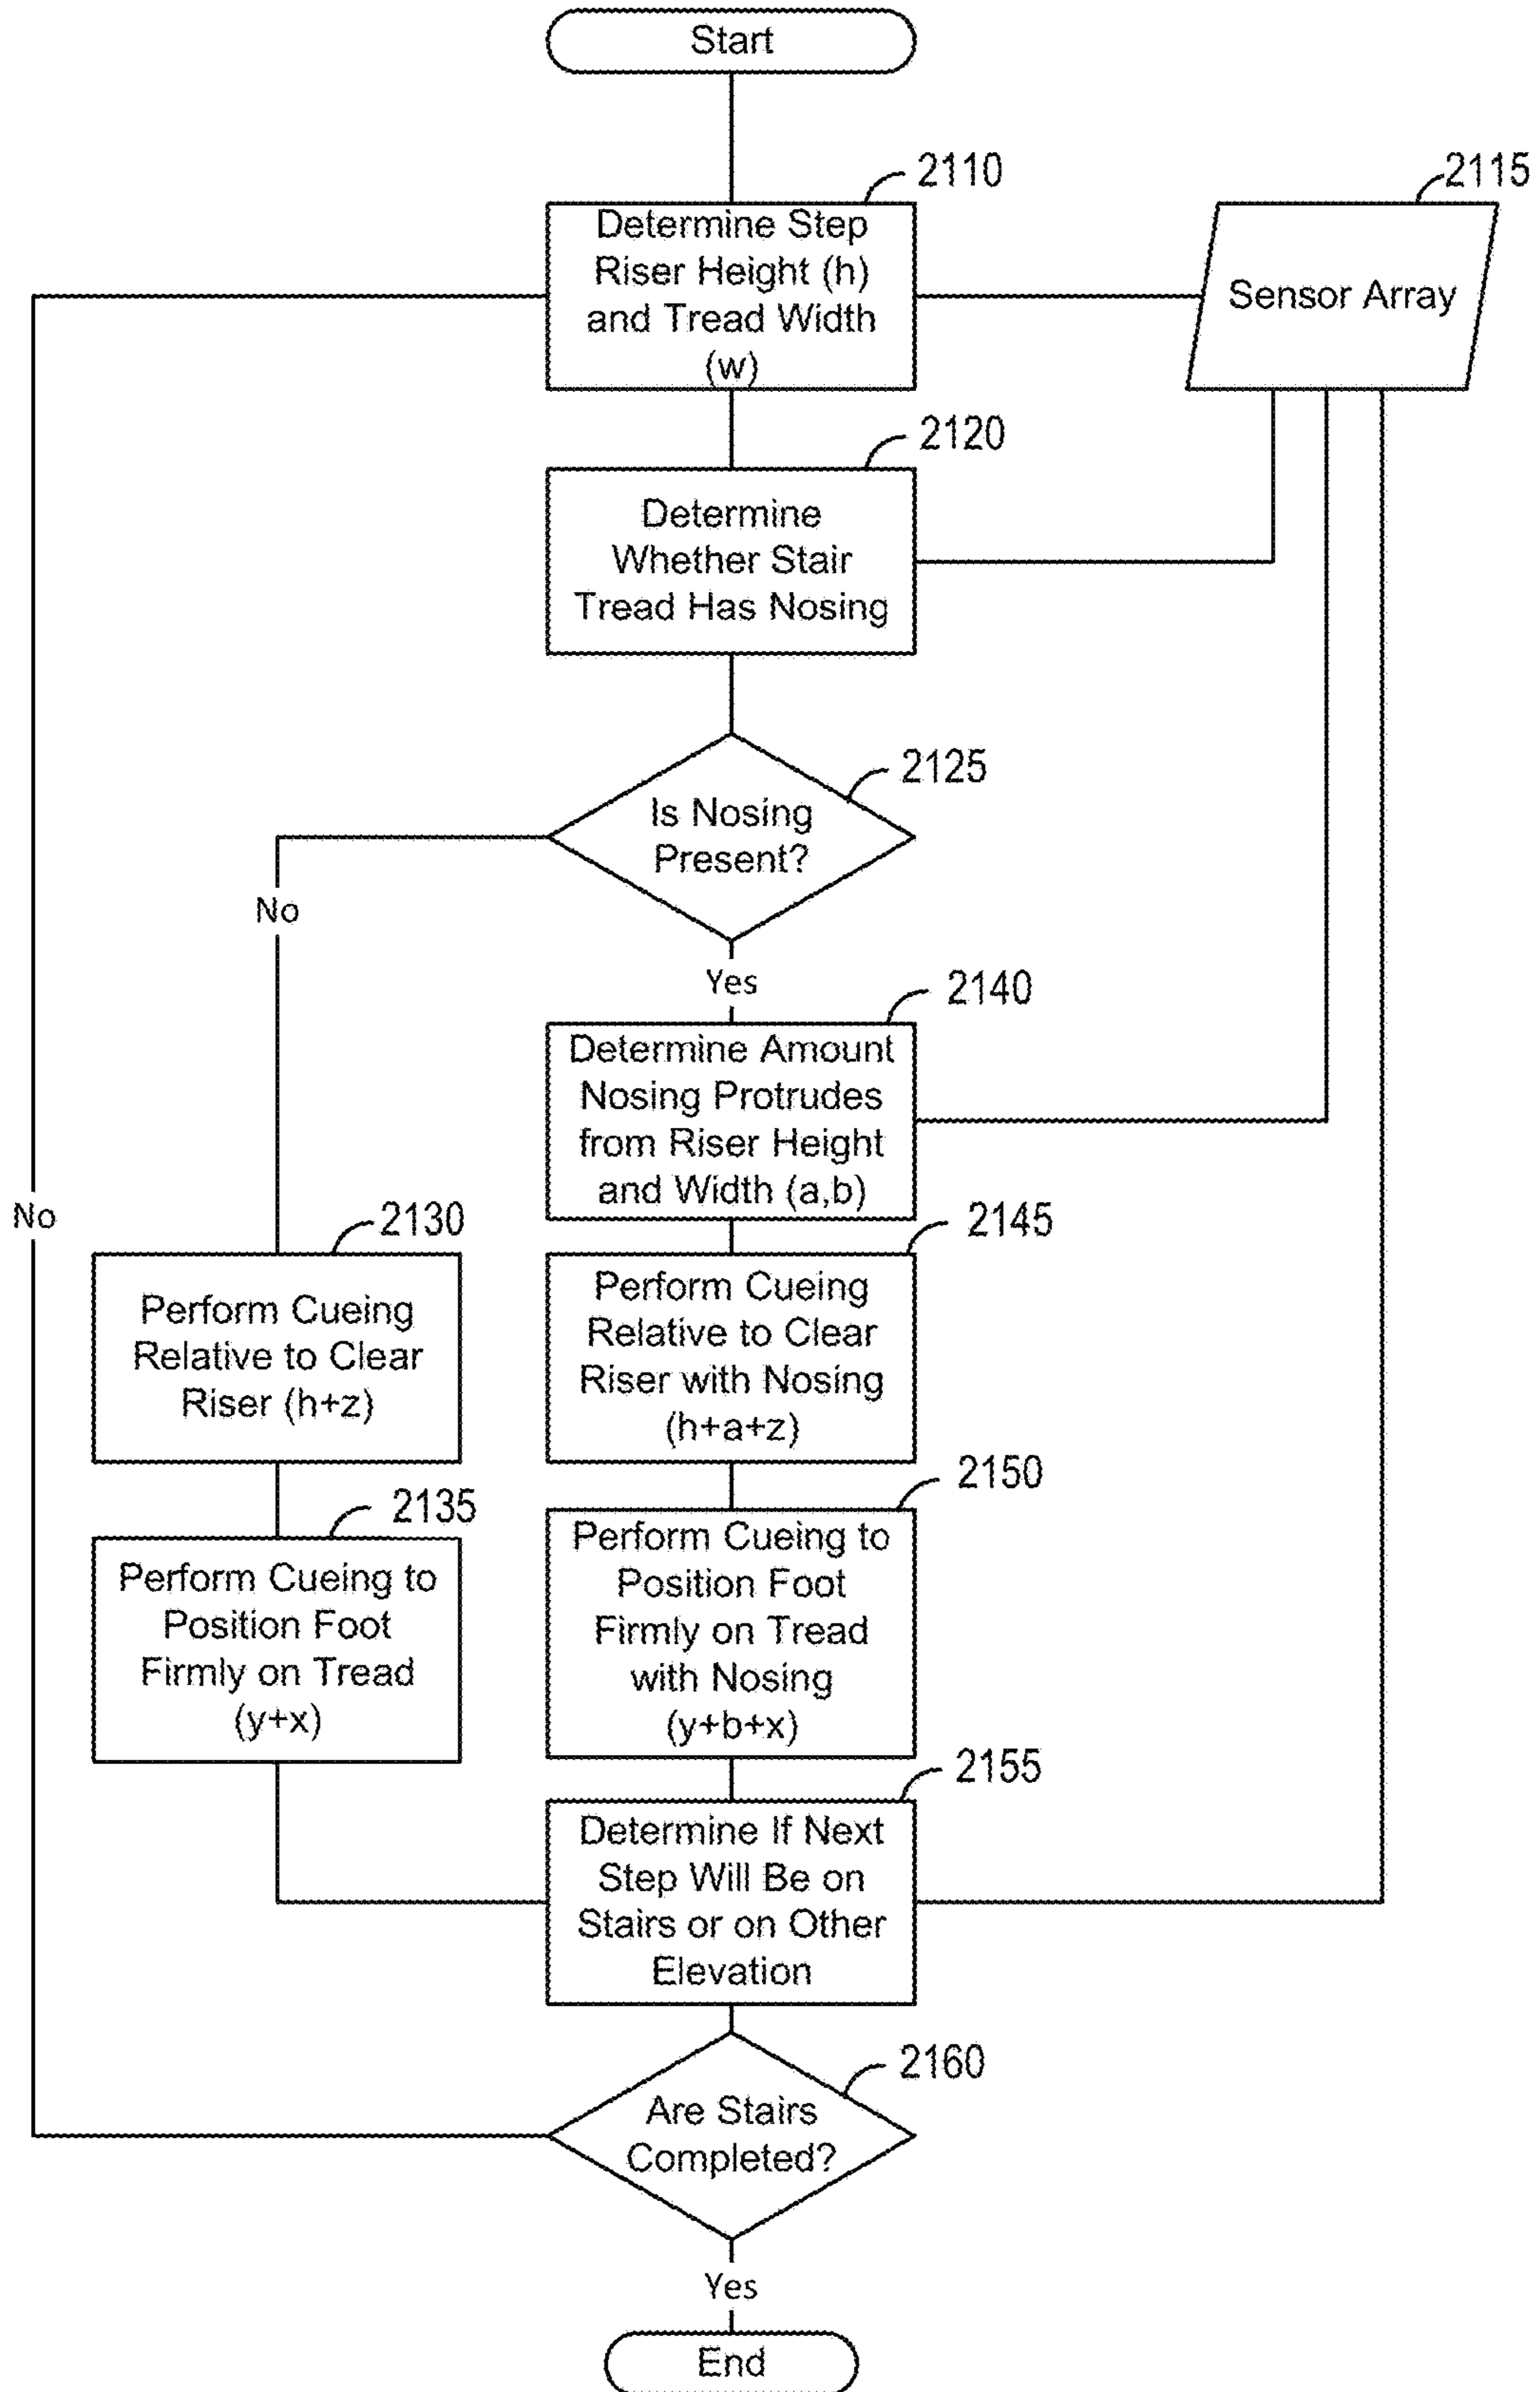 Start
2110
2115
Determine Step
Riser Height (h)
and Tread Width
(w)
Sensor Array
2120
Determine
Whether Stair
Tread Has Nosing
2125
Is Nosing
Present?
No
Yes
2140
Determine Amount
Nosing Protrudes
from Riser Height
and Width (a,b)
No
2130
2145
Perform Cueing
Relative to Clear
Riser (h+z)
Perform Cueing
Relative to Clear
Riser with Nosing
(h+a+z)
2135
2150
Perform Cueing to
Position Foot
Firmly on Tread
(y+x)
Perform Cueing to
Position Foot
Firmly on Tread
with Nosing
(y+b+x)
2155
Determine If Next
Step Will Be on
Stairs or on Other
Elevation
2160
Are Stairs
Completed?
Yes
End